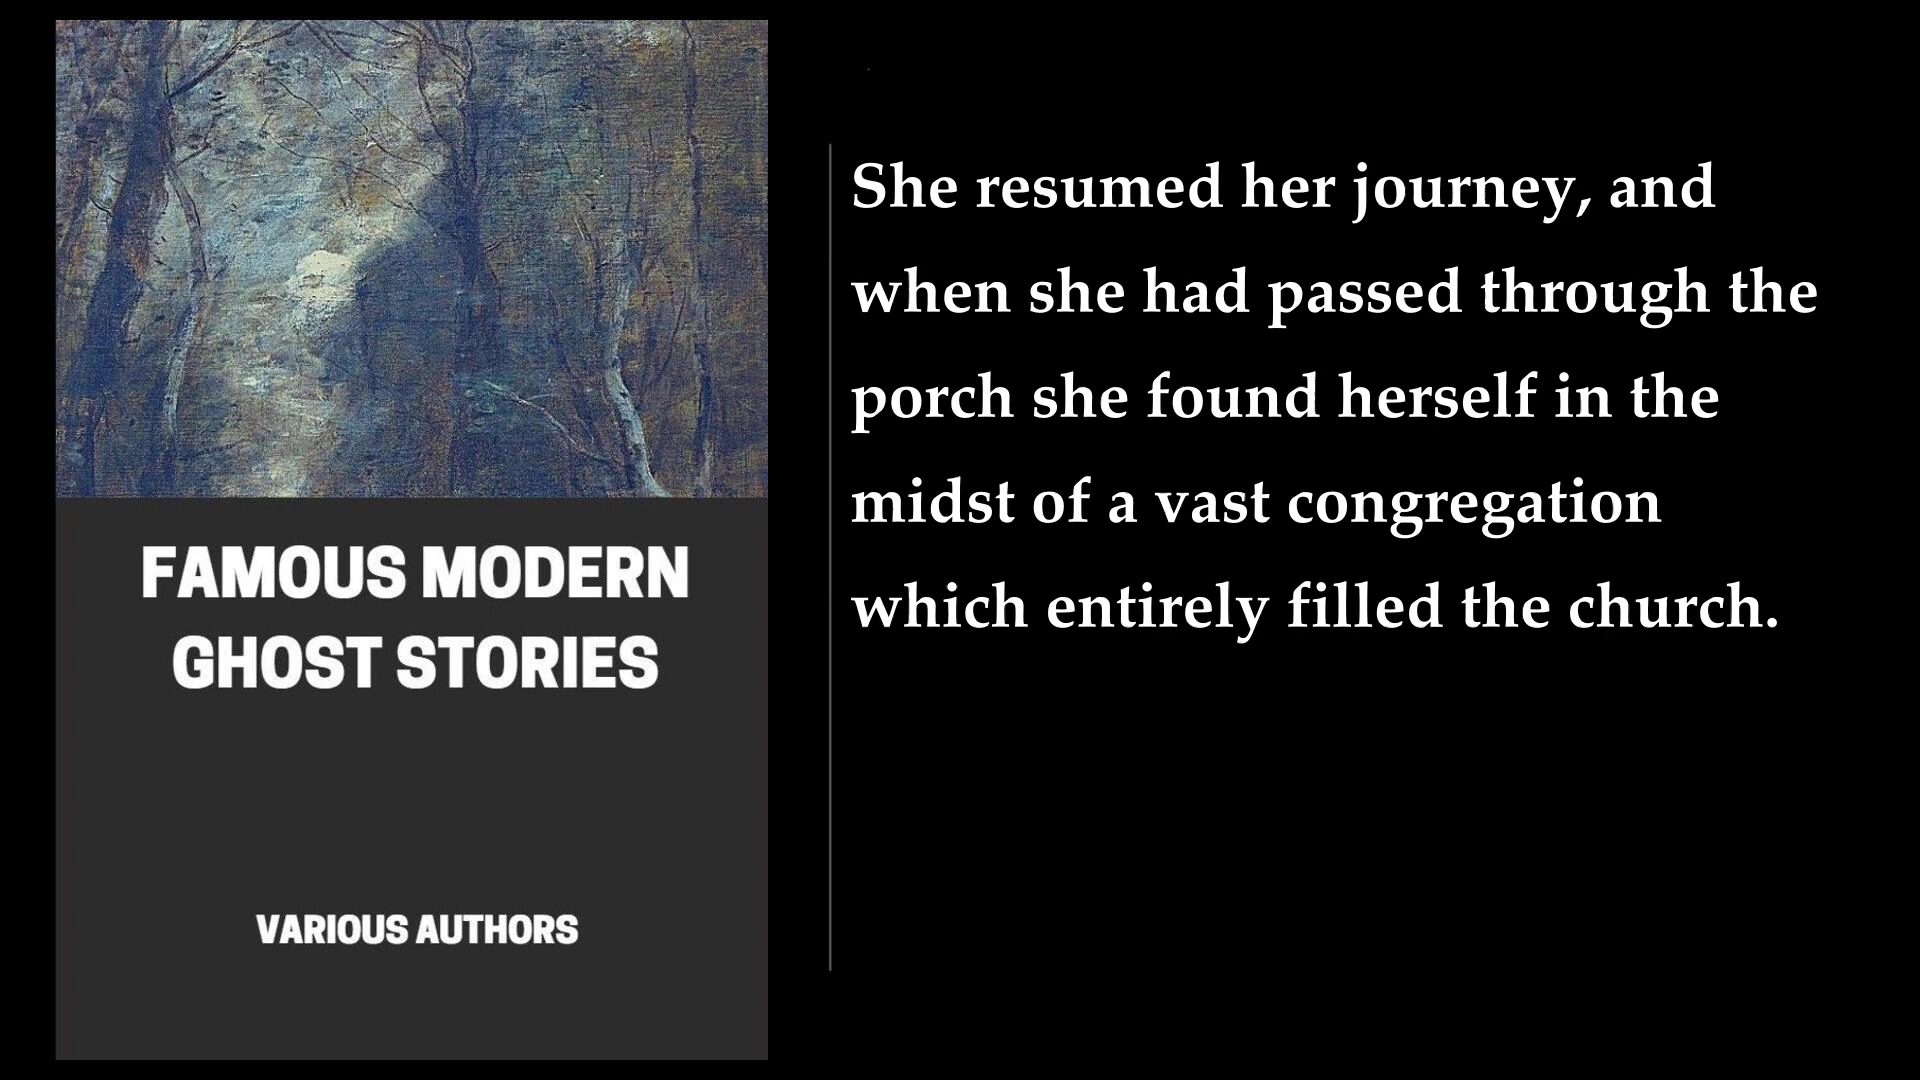 FAMOUS MODERN
GHOST STORIES
VARIOUS AUTHORS
She resumed her journey, and
when she had passed through the
porch she found herself in the
midst of a vast congregation
which entirely filled the church.